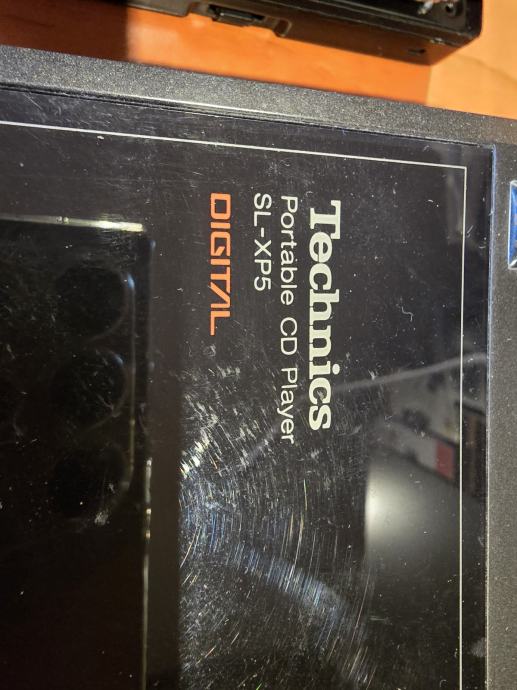 Technics
Portable CD Player
SL-XP5
DIGITAL